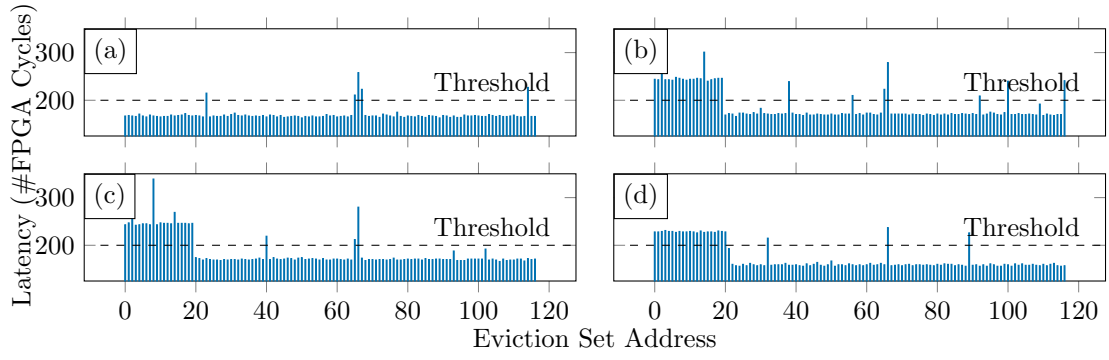 Latency (#FPGA Cycles)
(a)
300
200
Threshold
(b)
Threshold
(c)
300
200
Threshold
0 20 40 60 80 100 120
(d)
Threshold
0 20 40 60 80 100 120
Eviction Set Address